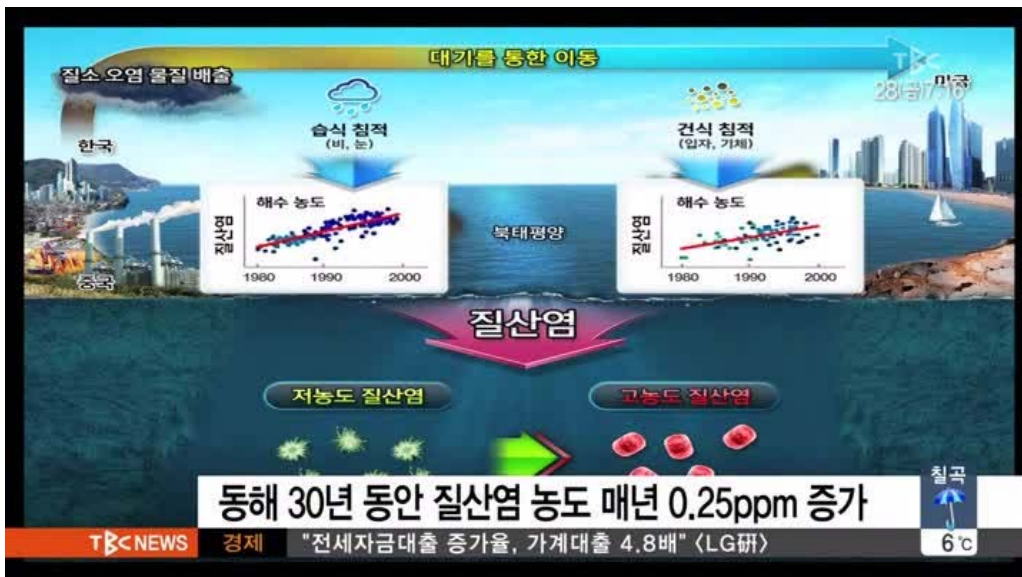 대기를 통한 이동
TBC
질소 오염 물질 배출
미국
28(금)7:16
습식 침적
(비, 눈)
건식 침적
(입자, 기체)
한국
해수 농도
질산염
1980 1990 2000
북태평양
해수 농도
질산염
1980 1990 2000
중국
질산염
저농도 질산염
고농도 질산염
동해 30년 동안 질산염 농도 매년 0.25ppm 증가
칠곡
6℃
TBC NEWS
경제
"전세자금대출 증가율, 가계대출 4.8배" 〈LG硏〉